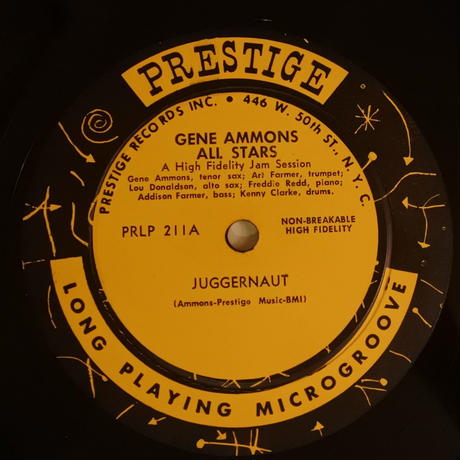 PRESTIGE
PRESTIGE RECORDS INC. • 446 W. 50th ST., N.Y.C.
GENE AMMONS
ALL STARS
A High Fidelity Jam Session
Gene Ammons, tenor sax; Art Farmer, trumpet;
Lou Donaldson, alto sax; Freddie Redd, piano;
Addison Farmer, bass; Kenny Clarke, drums.
PRLP 211A
NON-BREAKABLE
HIGH FIDELITY
JUGGERNAUT
(Ammons-Prestige Music-BMI)
LONG PLAYING MICROGROOVE